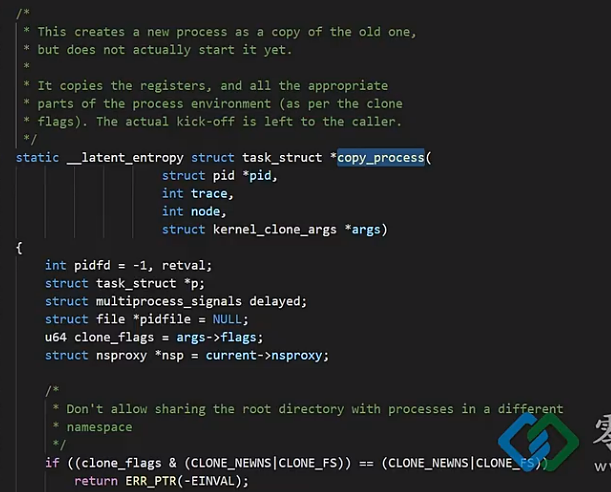 /*
 * This creates a new process as a copy of the old one,
 * but does not actually start it yet.
 *
 * It copies the registers, and all the appropriate
 * parts of the process environment (as per the clone
 * flags). The actual kick-off is left to the caller.
 */
static __latent_entropy struct task_struct *copy_process(
struct pid *pid,
int trace,
int node,
struct kernel_clone_args *args)
{
int pidfd = -1, retval;
struct task_struct *p;
struct multiprocess_signals delayed;
struct file *pidfile = NULL;
u64 clone_flags = args->flags;
struct nsproxy *nsp = current->nsproxy;
/*
 * Don't allow sharing the root directory with processes in a different
 * namespace
 */
if ((clone_flags & (CLONE_NEWNS|CLONE_FS)) == (CLONE_NEWNS|CLONE_FS))
return ERR_PTR(-EINVAL);
零